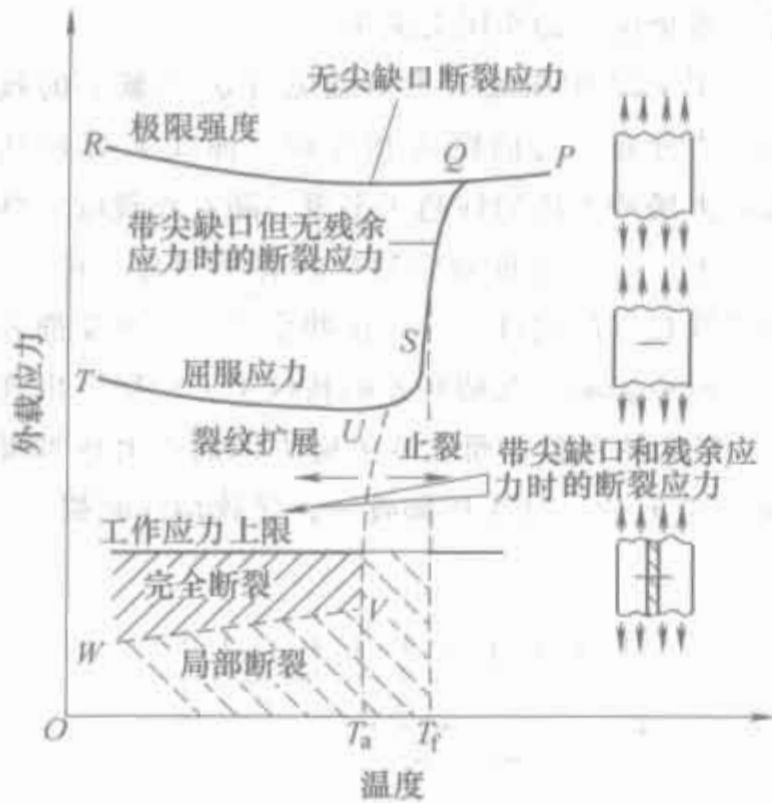 无尖缺口断裂应力
R
极限强度
Q
P
带尖缺口但无残余
应力时的断裂应力
S
外载应力
T
屈服应力
U
裂纹扩展
止裂
带尖缺口和残余应
力时的断裂应力
工作应力上限
完全断裂
V
W
局部断裂
O
Ta
Tf
温度